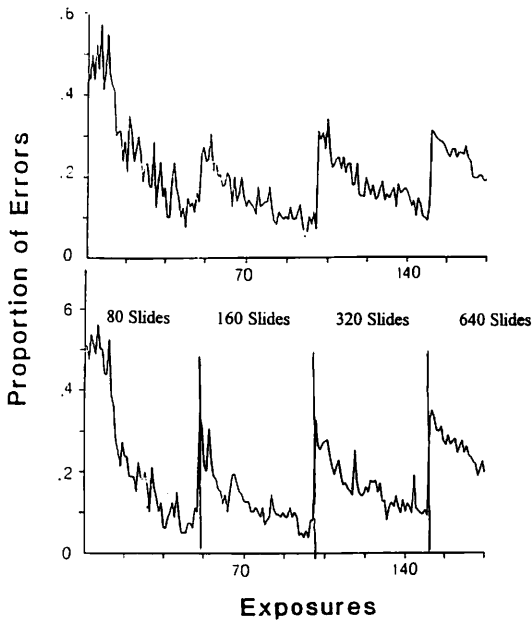 .6
.4
.2
0
70
140
Proportion of Errors
6
.4
.2
0
80 Slides
160 Slides
320 Slides
640 Slides
70
140
Exposures